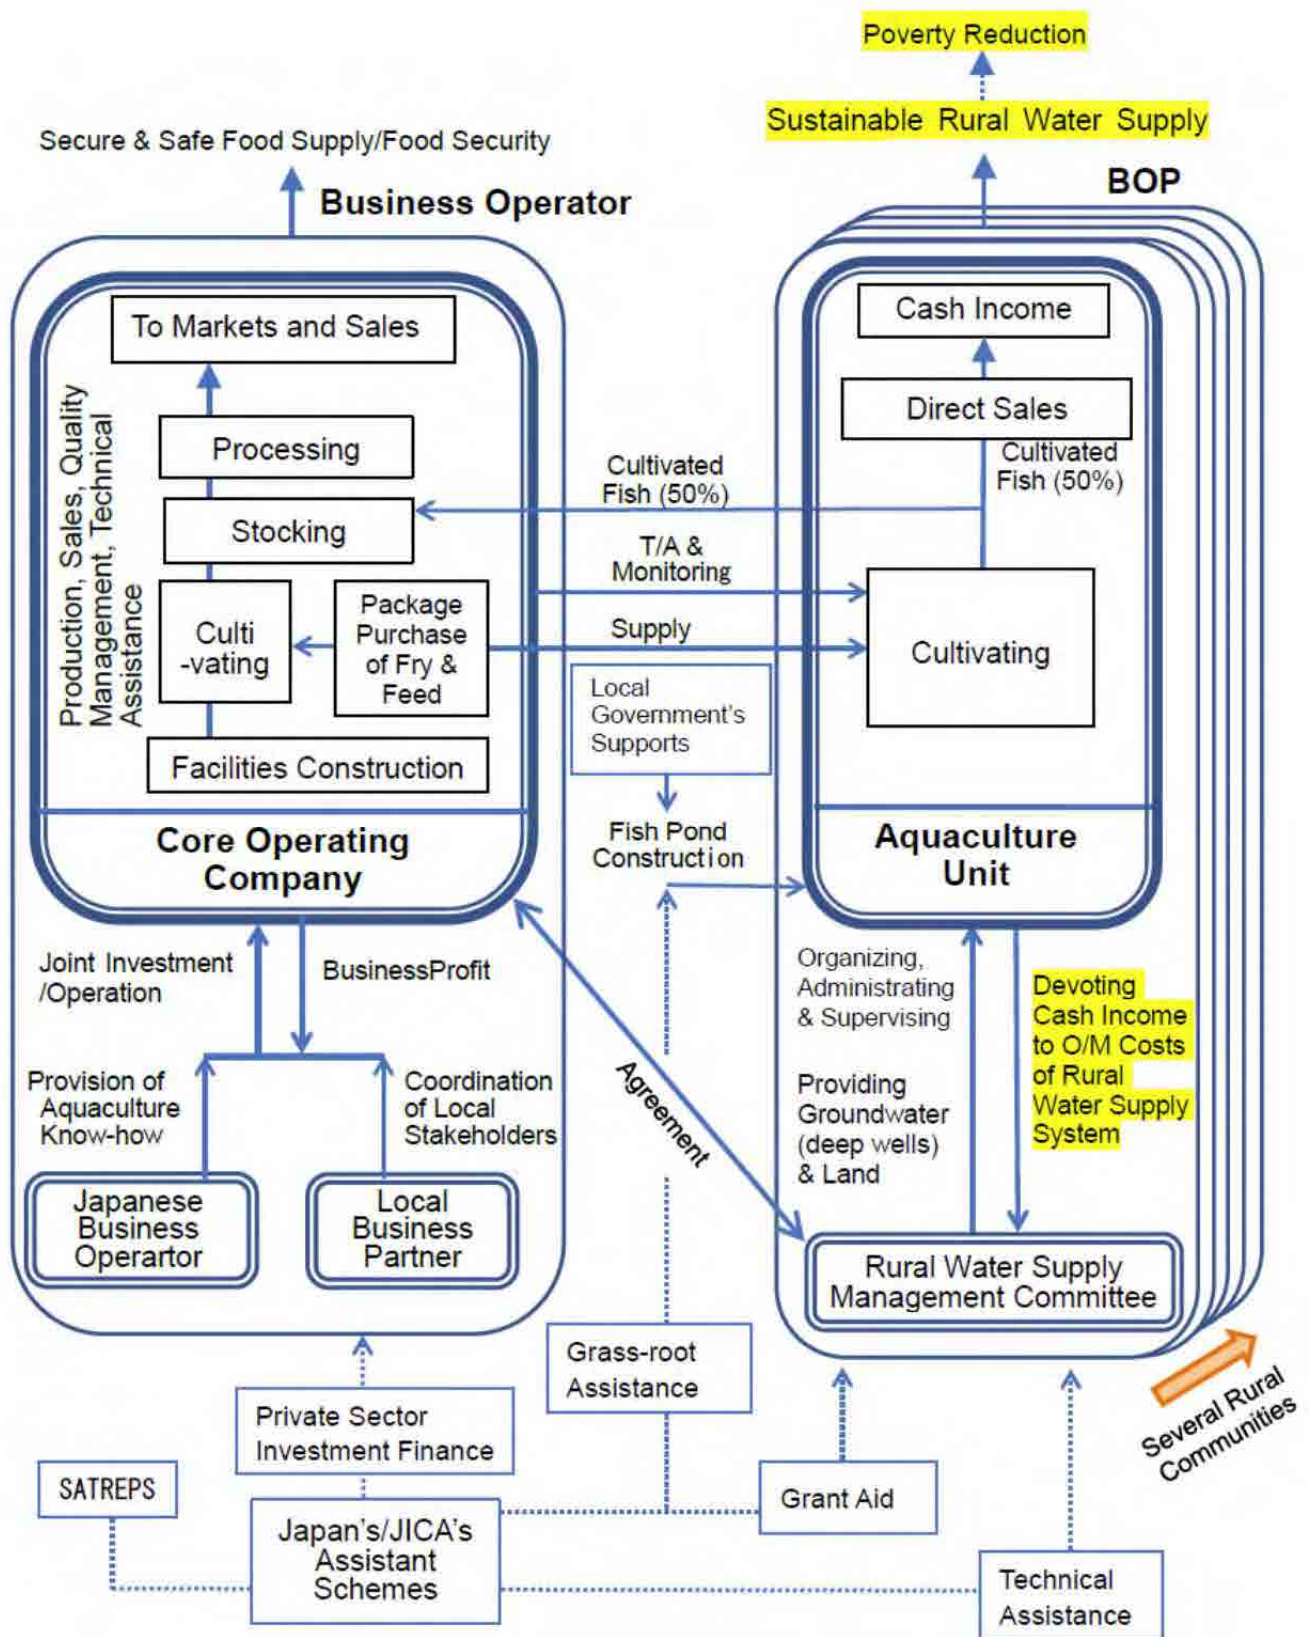 Poverty Reduction
Sustainable Rural Water Supply
Secure & Safe Food Supply/Food Security
Business Operator
BOP
To Markets and Sales
Processing
Stocking
Culti
-vating
Package
Purchase
of Fry &
Feed
Facilities Construction
Production, Sales, Quality
Management, Technical
Assistance
Core Operating
Company
Cultivated
Fish (50%)
T/A &
Monitoring
Supply
Local
Government's
Supports
Fish Pond
Construction
Cash Income
Direct Sales
Cultivated
Fish (50%)
Cultivating
Aquaculture
Unit
Joint Investment
/Operation
BusinessProfit
Provision of
Aquaculture
Know-how
Coordination
of Local
Stakeholders
Japanese
Business
Operartor
Local
Business
Partner
Agreement
Organizing,
Administrating
& Supervising
Providing
Groundwater
(deep wells)
& Land
Devoting
Cash Income
to O/M Costs
of Rural
Water Supply
System
Rural Water Supply
Management Committee
Several Rural
Communities
Grass-root
Assistance
Private Sector
Investment Finance
SATREPS
Japan's/JICA's
Assistant
Schemes
Grant Aid
Technical
Assistance